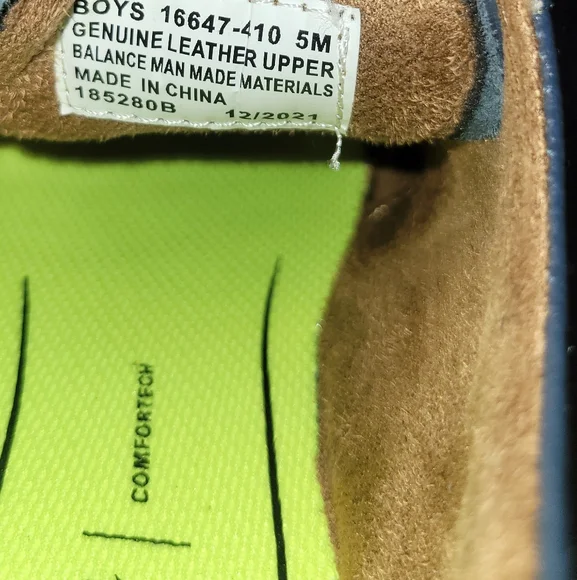 BOYS 16647-410 5M
GENUINE LEATHER UPPER
BALANCE MAN MADE MATERIALS
MADE IN CHINA
185280B 12/2021
COMFORTECH